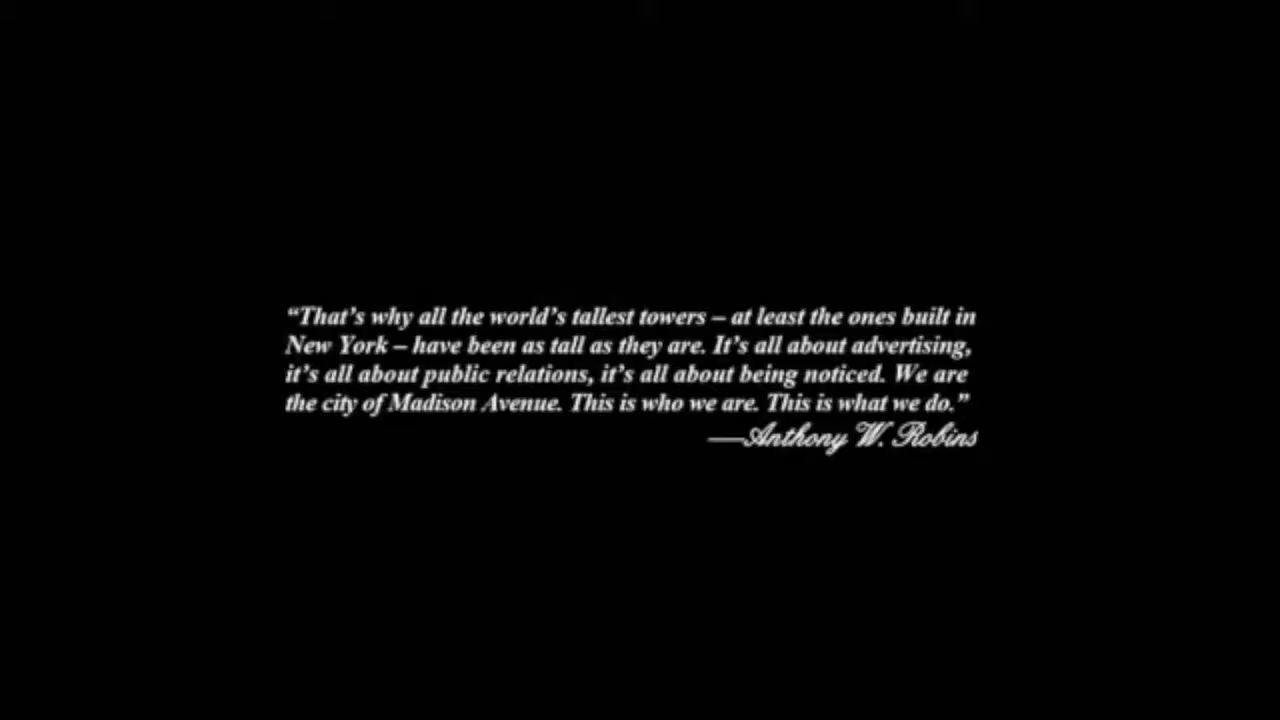 “That’s why all the world’s tallest towers – at least the ones built in
New York – have been as tall as they are. It’s all about advertising,
it’s all about public relations, it’s all about being noticed. We are
the city of Madison Avenue. This is who we are. This is what we do.”
—Anthony W. Robins